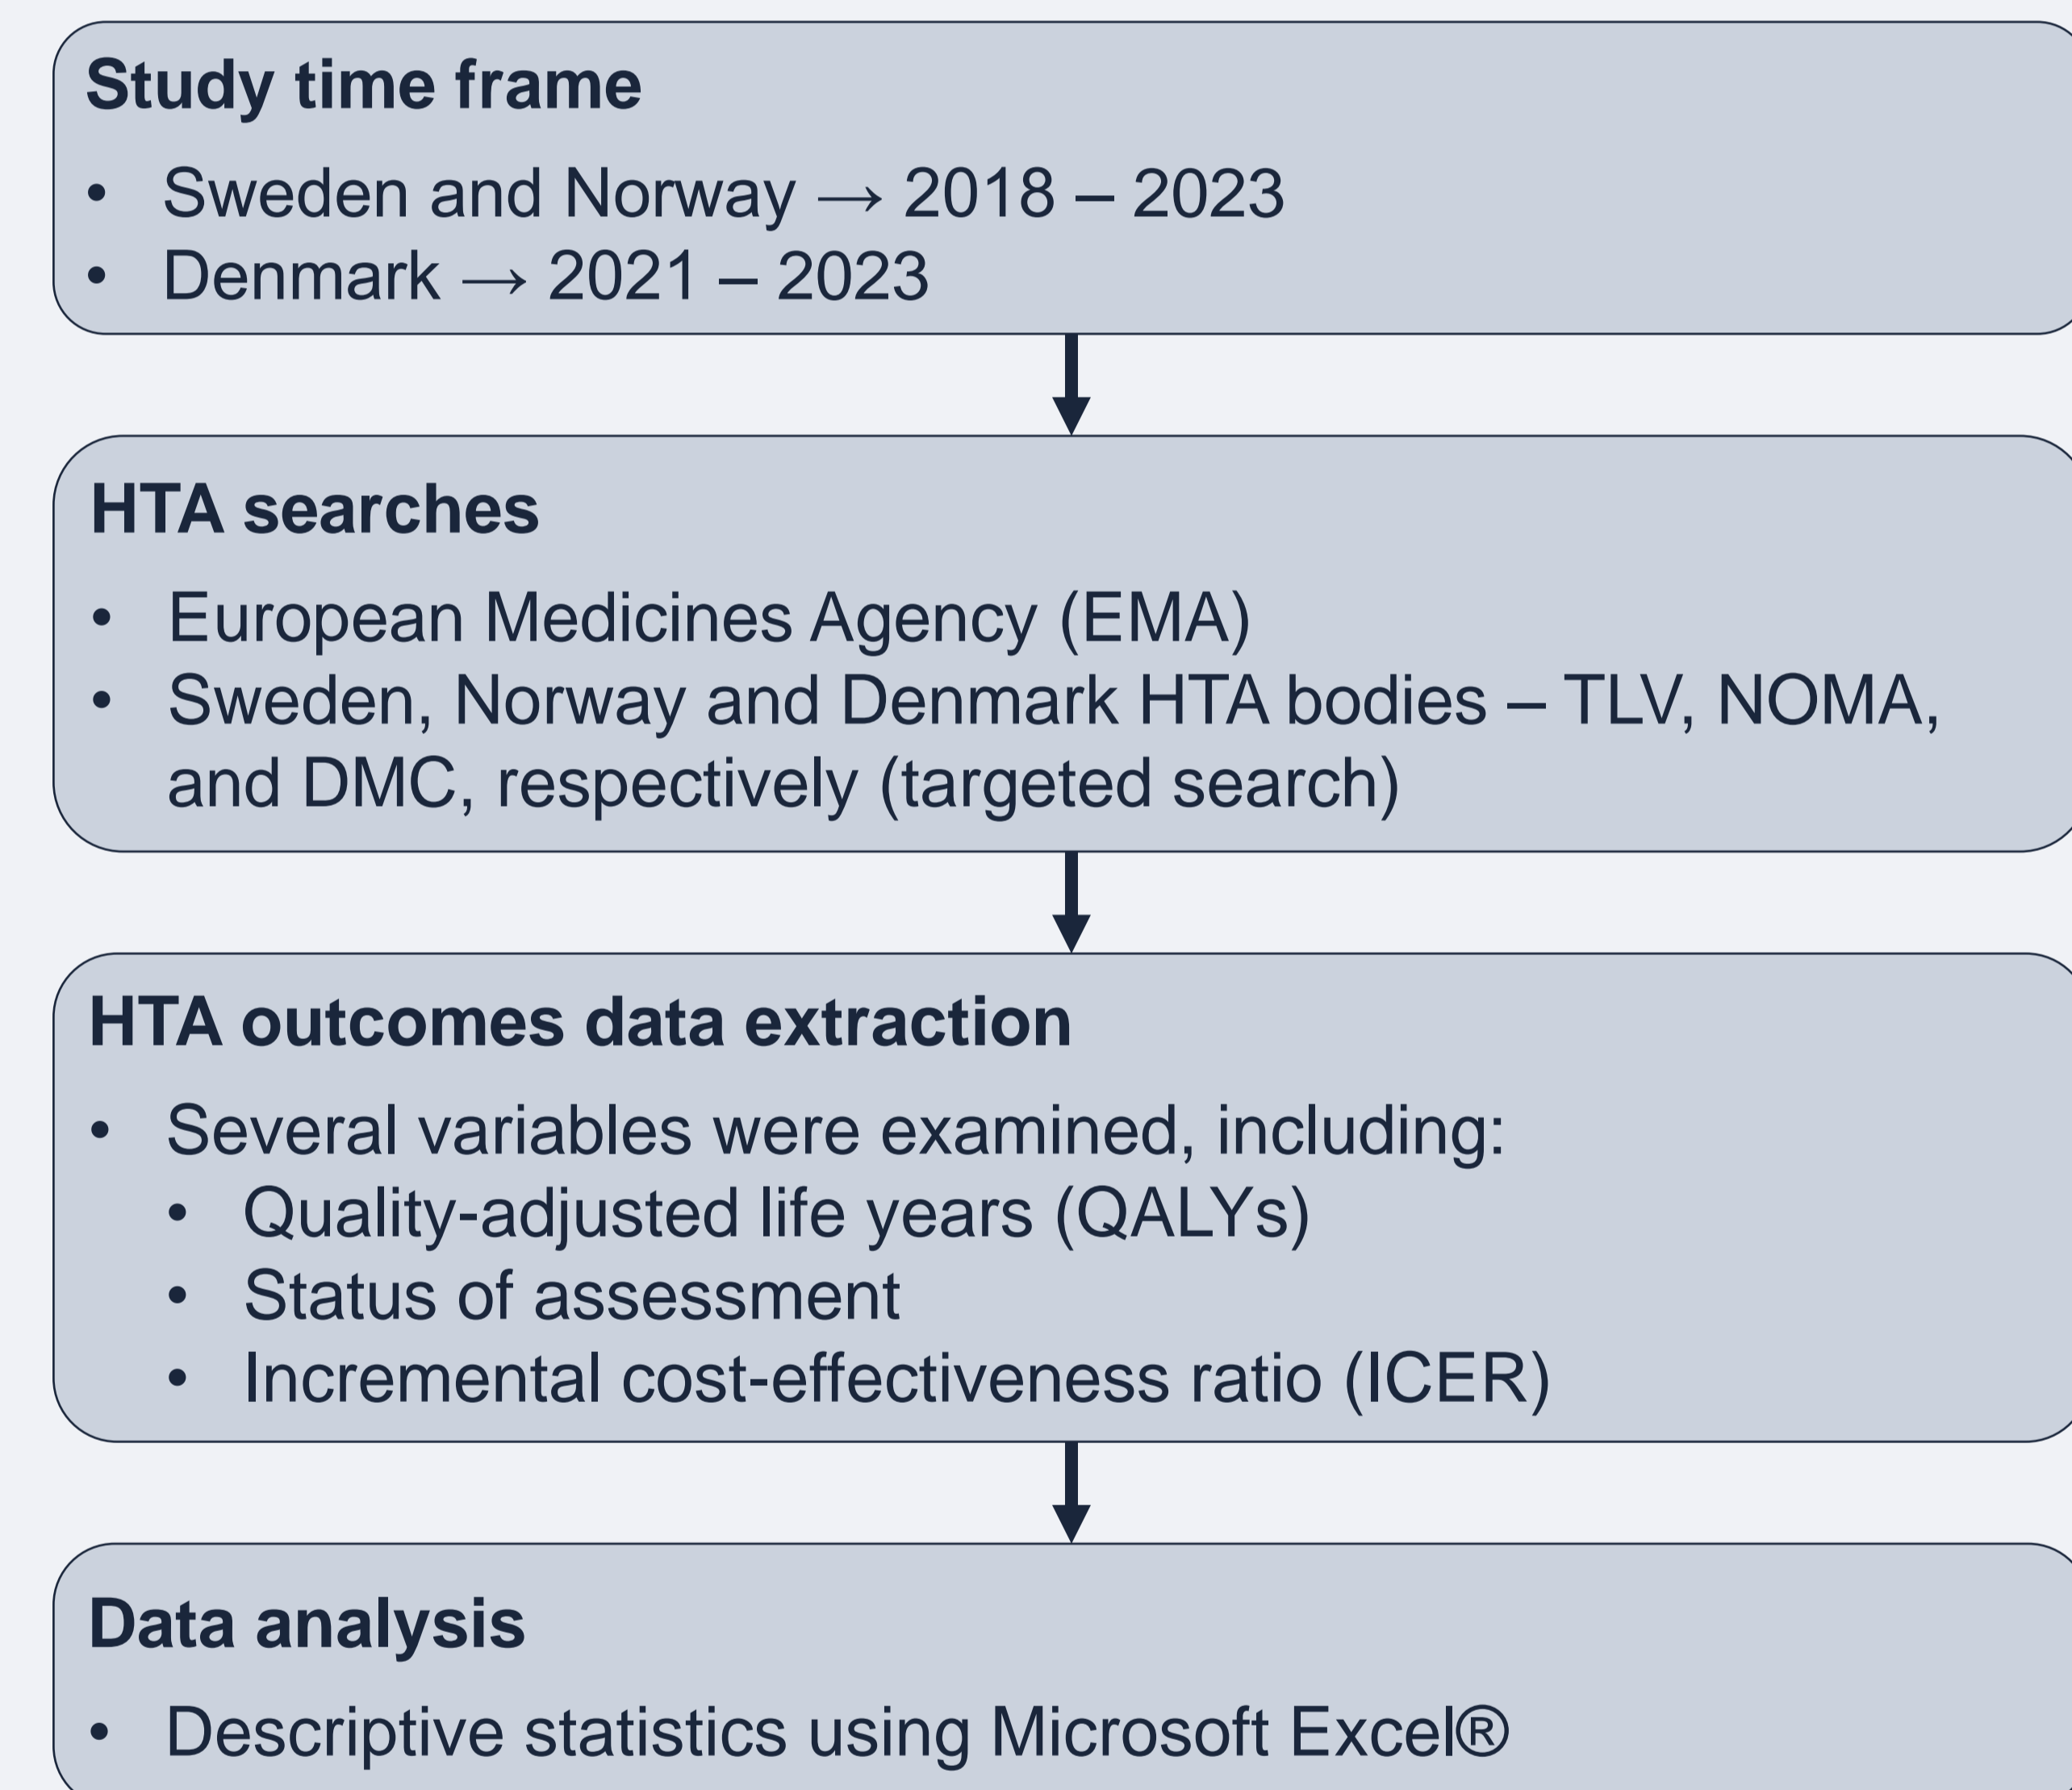 Study time frame
• Sweden and Norway → 2018 – 2023
• Denmark → 2021 – 2023
HTA searches
• European Medicines Agency (EMA)
• Sweden, Norway and Denmark HTA bodies – TLV, NOMA,
and DMC, respectively (targeted search)
HTA outcomes data extraction
• Several variables were examined, including:
• Quality-adjusted life years (QALYs)
• Status of assessment
• Incremental cost-effectiveness ratio (ICER)
Data analysis
• Descriptive statistics using Microsoft Excel®